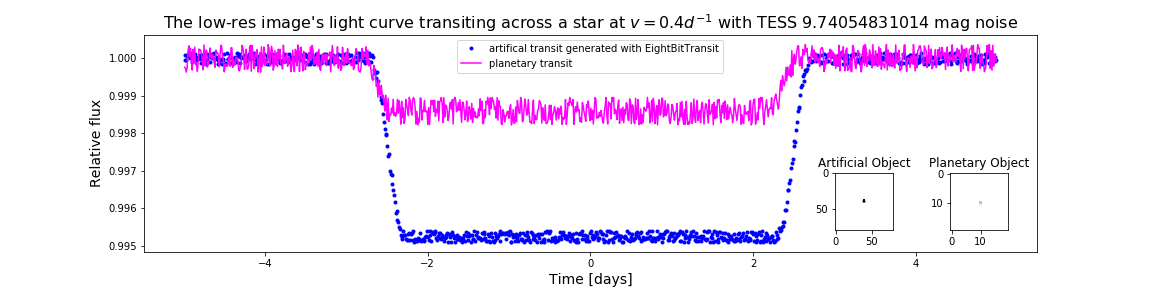 The low-res image's light curve transiting across a star at v = 0.4d⁻¹ with TESS 9.74054831014 mag noise
artifical transit generated with EightBitTransit
planetary transit
Relative flux
1.000
0.999
0.998
0.997
0.996
0.995
Artificial Object
Planetary Object
0
50
0
50
0
10
0
10
−4
−2
0
2
4
Time [days]